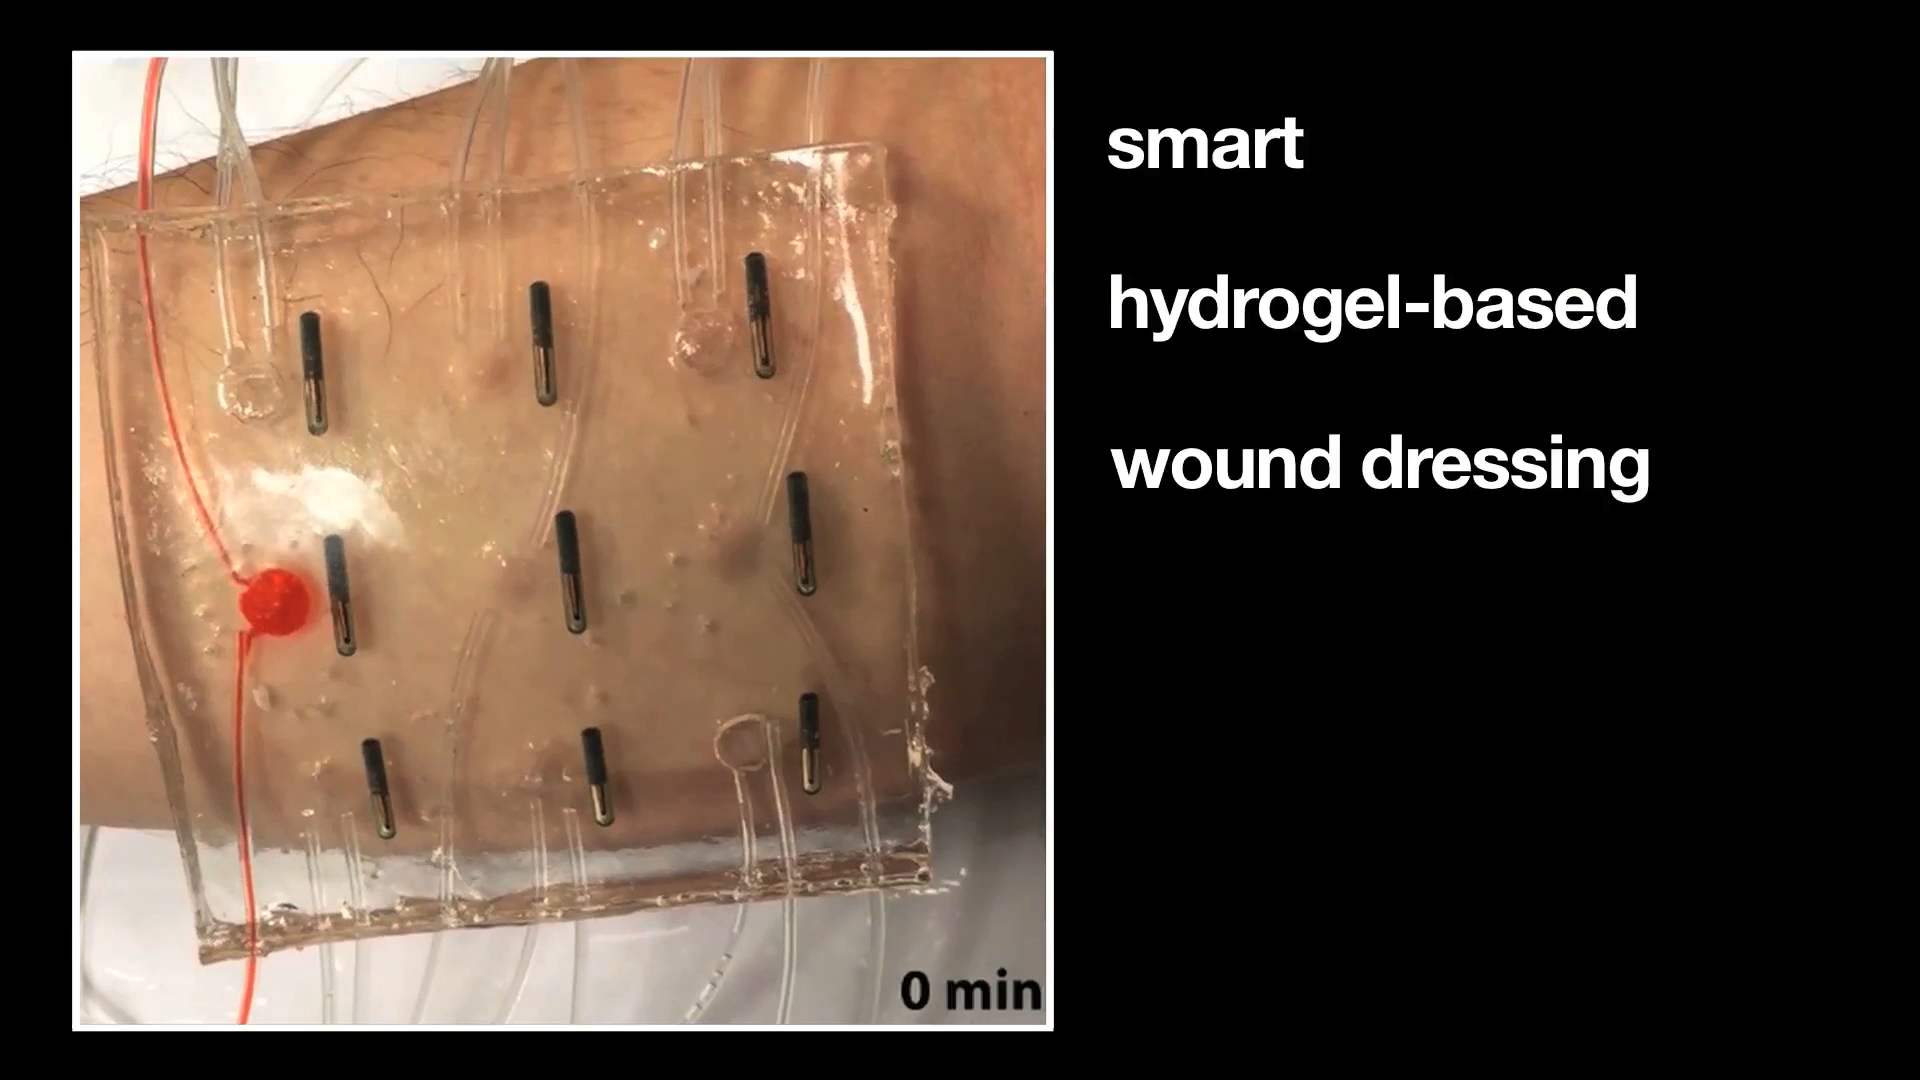 smart
hydrogel-based
wound dressing
0 min